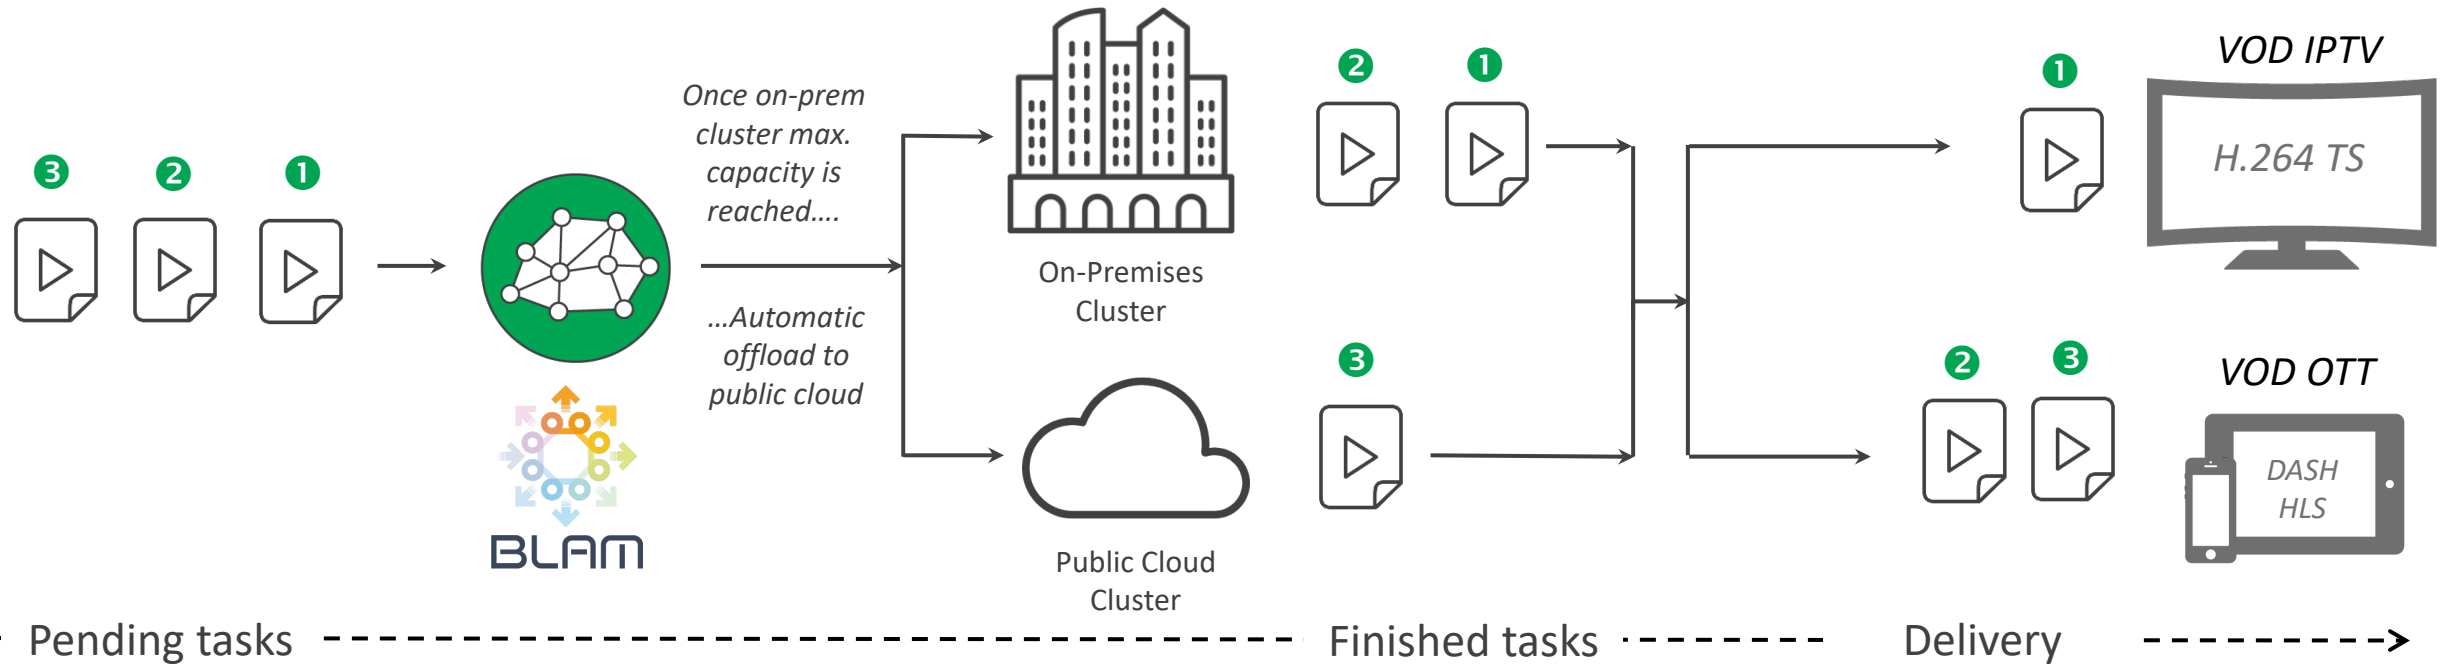 3
2
1
BLAM
Once on-prem
cluster max.
capacity is
reached....
...Automatic
offload to
public cloud
On-Premises
Cluster
Public Cloud
Cluster
2
1
3
1
VOD IPTV
H.264 TS
2
3
VOD OTT
DASH
HLS
Pending tasks
Finished tasks
Delivery